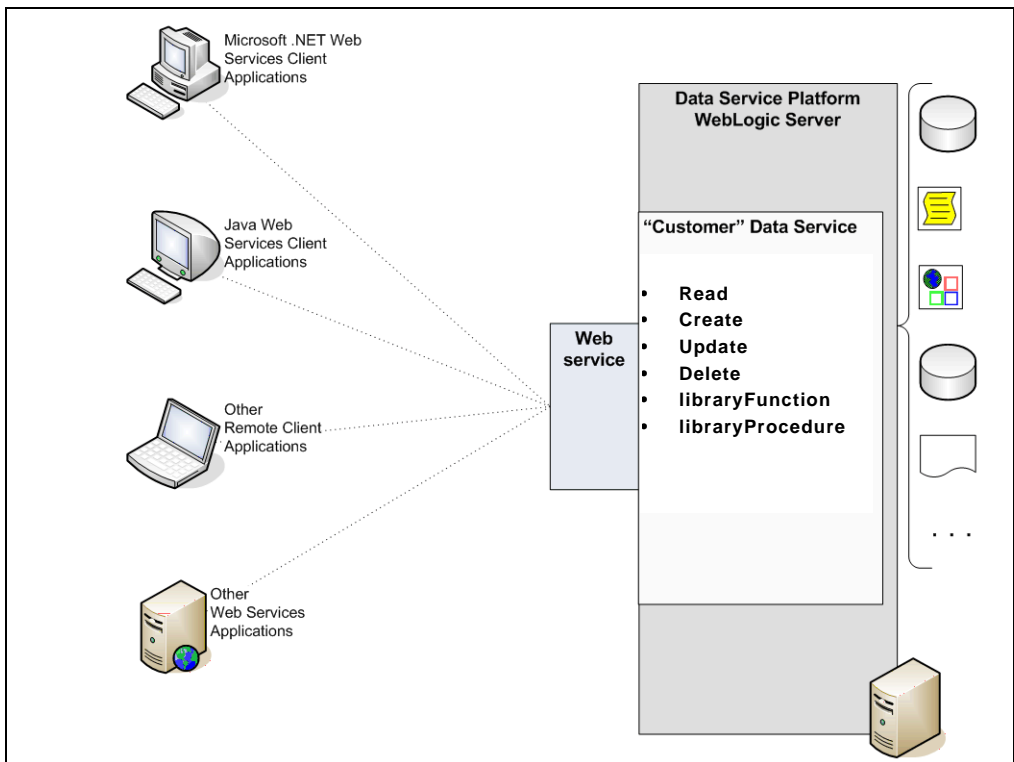 Microsoft .NET Web
Services Client
Applications
Java Web
Services Client
Applications
Other
Remote Client
Applications
Other
Web Services
Applications
Web
service
Data Service Platform
WebLogic Server
“Customer” Data Service
• Read
• Create
• Update
• Delete
• libraryFunction
• libraryProcedure
. . .